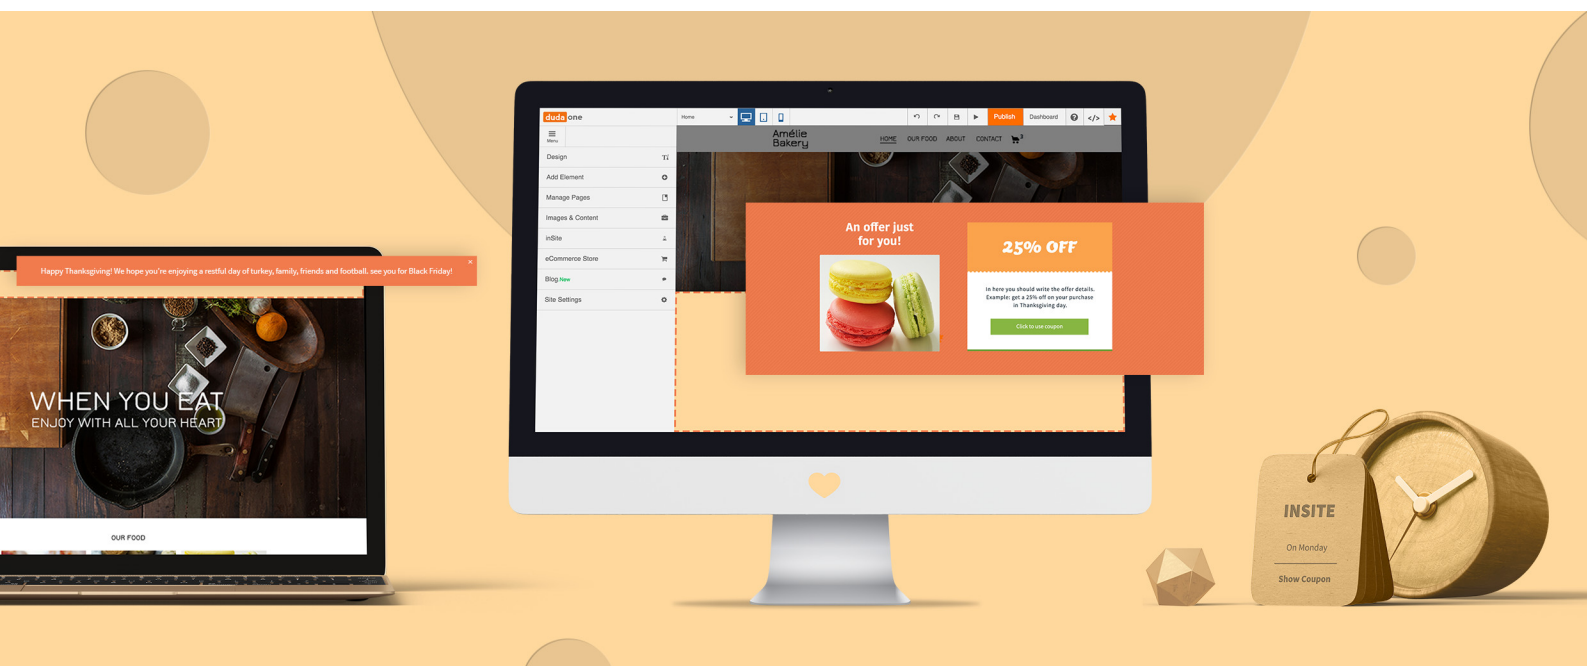 Happy Thanksgiving! We hope you're enjoying a restful day of turkey, family, friends and football. see you for Black Friday!
WHEN YOU EAT
ENJOY WITH ALL YOUR HEART
OUR FOOD
duda one
Home
Publish
Dashboard
Menu
Design
Add Element
Manage Pages
Images & Content
inSite
eCommerce Store
Blog New
Site Settings
Amélie
Bakery
HOME OUR FOOD ABOUT CONTACT 0
An offer just
for you!
25% OFF
In here you should write the offer details.
Example: get a 25% off on your purchase
in Thanksgiving day.
Click to use coupon
INSITE
On Monday
Show Coupon